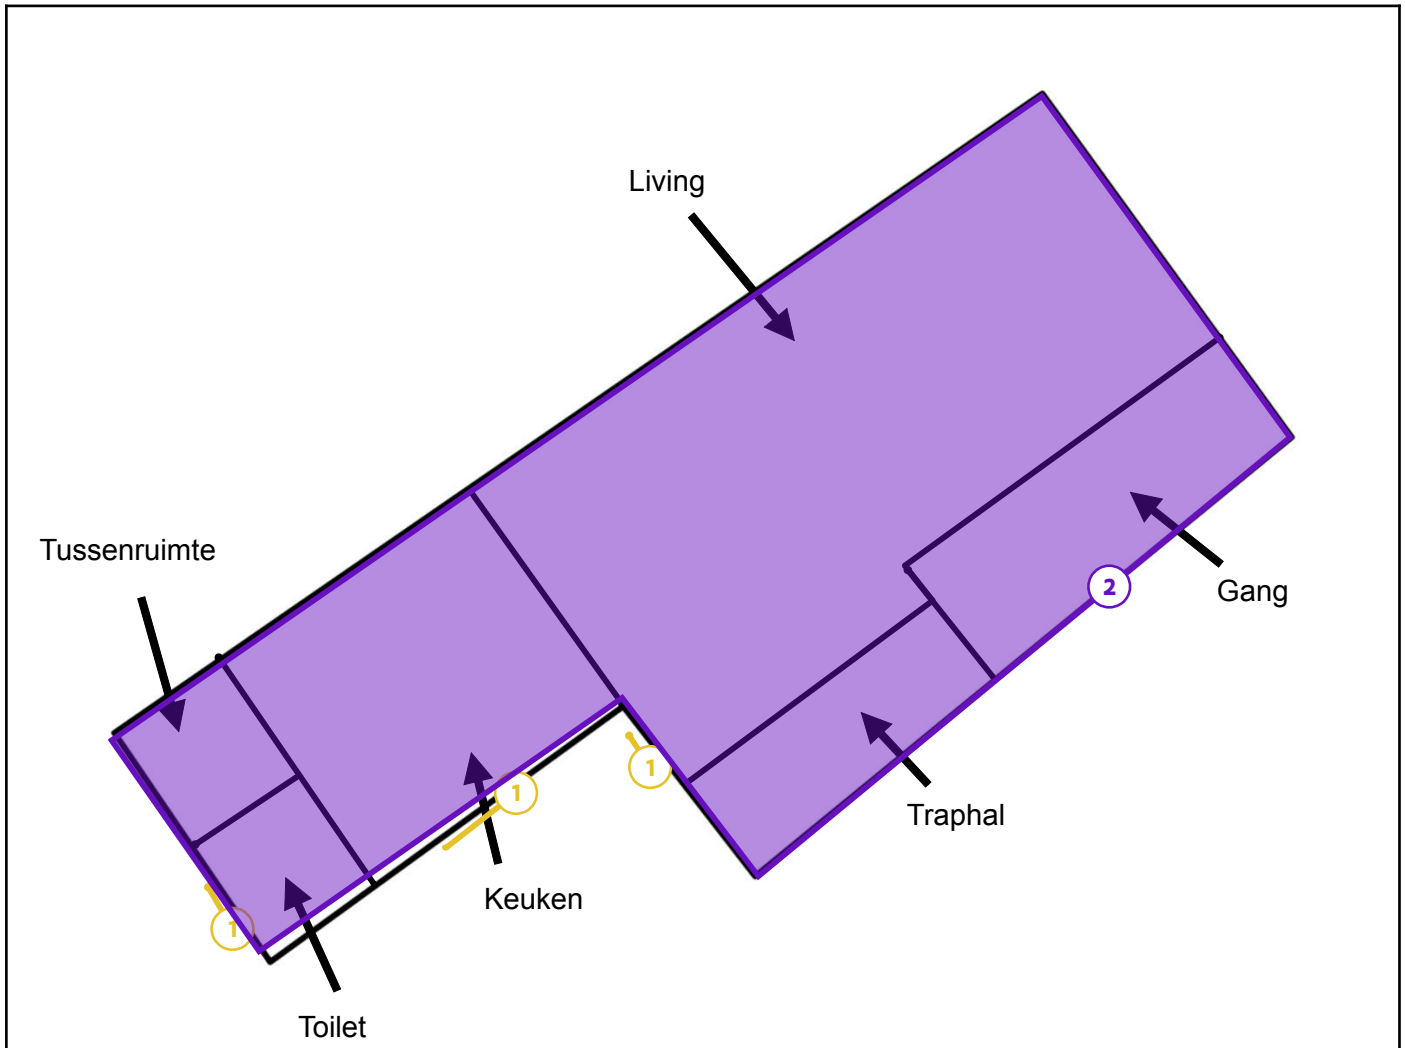 Living
Tussenruimte
2
Gang
1
1
Traphal
Keuken
1
Toilet